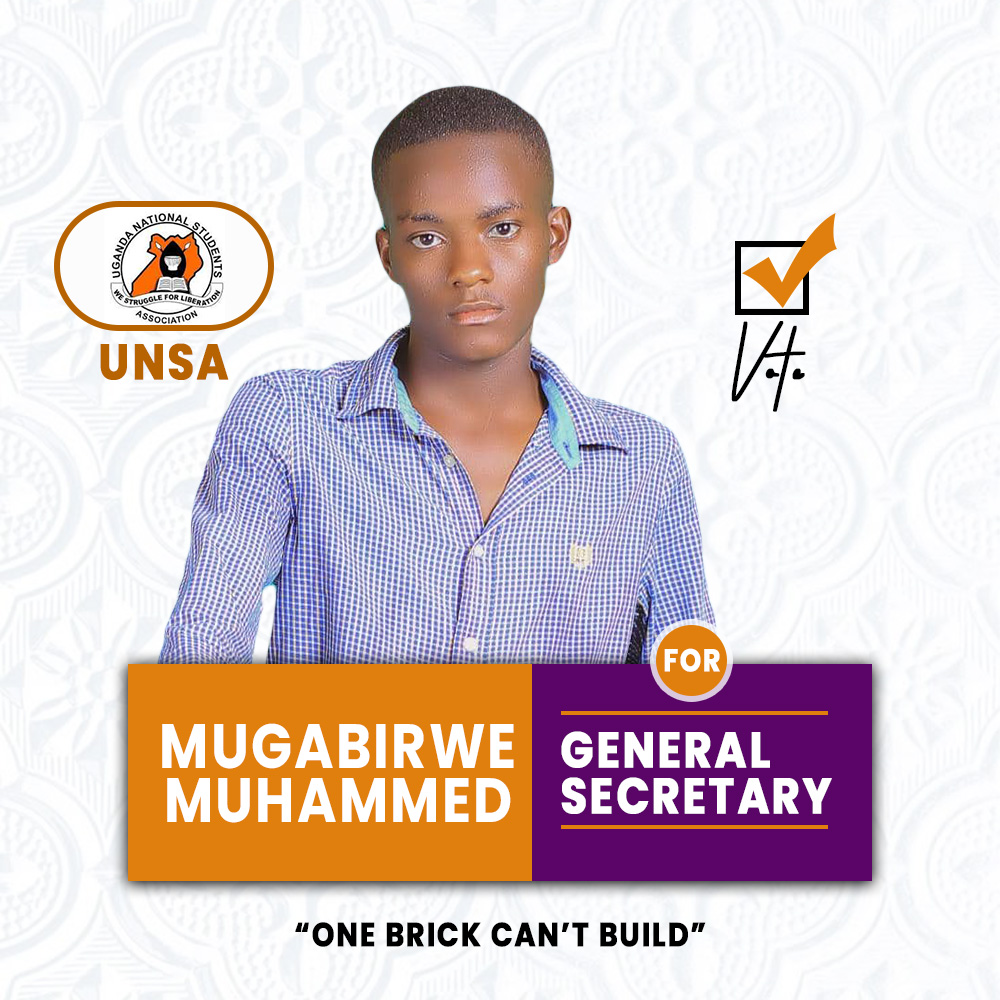 UGANDA NATIONAL STUDENTS
WE STRUGGLE FOR LIBERATION
ASSOCIATION
UNSA
Vote
FOR
MUGABIRWE
MUHAMMED
GENERAL
SECRETARY
“ONE BRICK CAN’T BUILD”